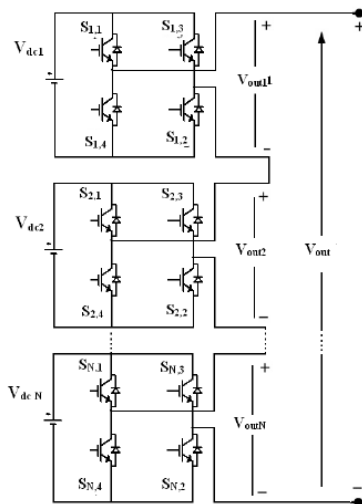 S1,1 S1,3
Vdc1
+ +
Vout11
S1,4 S1,2
-
S2,1 S2,3
+
Vdc2
Vout2 Vout
S2,4 S2,2
-
SN,1 SN,3
+
Vdc N
VoutN
SN,4 SN,2
- -